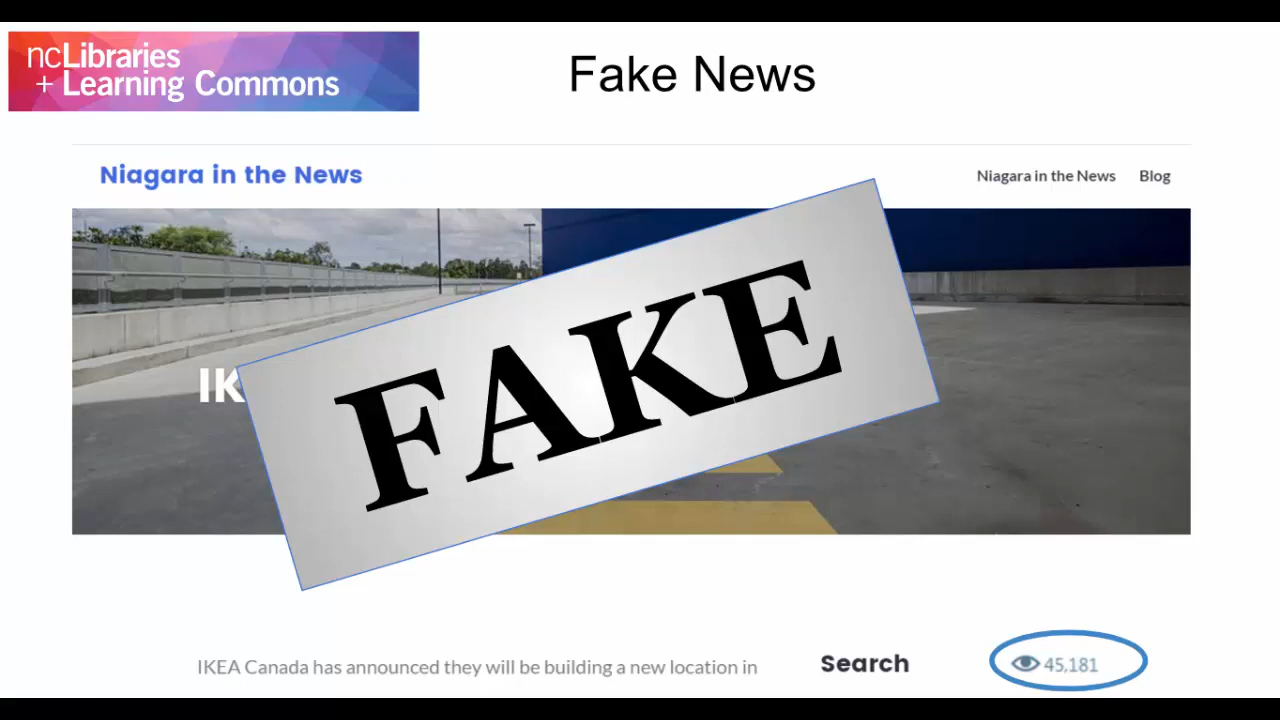 ncLibraries
+ Learning Commons
Fake News
Niagara in the News
Niagara in the News
Blog
IK
FAKE
IKEA Canada has announced they will be building a new location in
Search
45,181